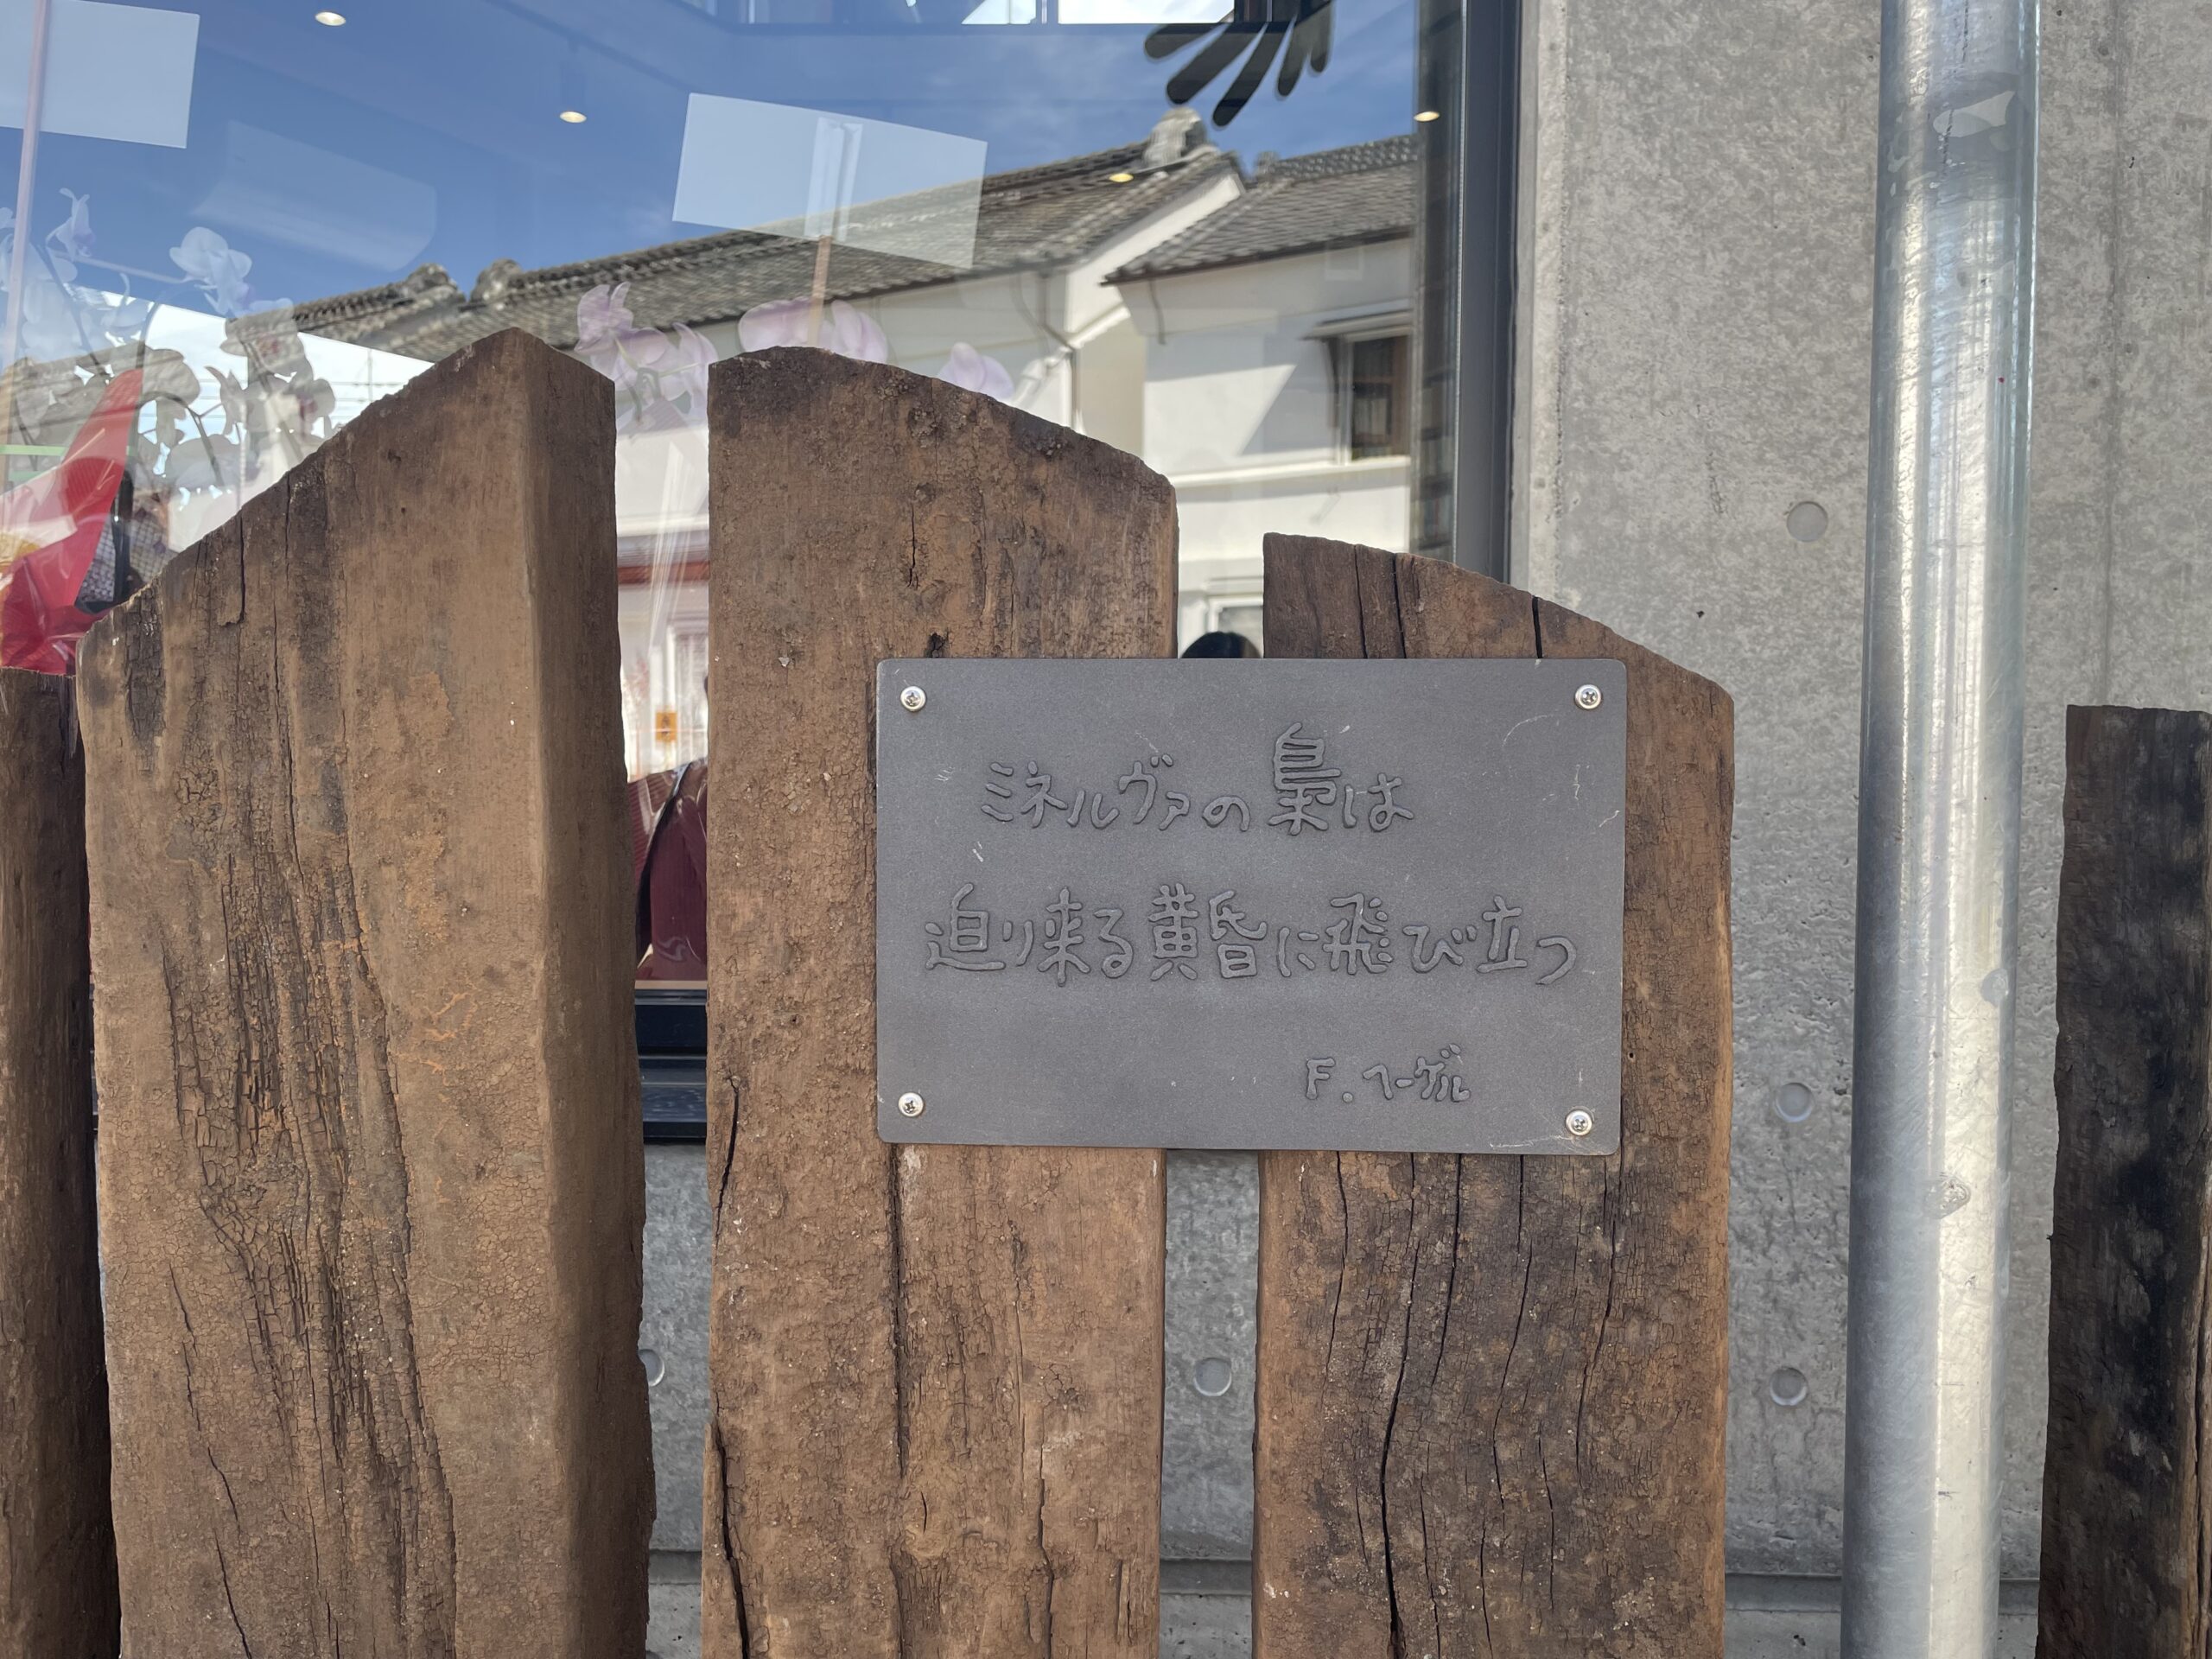 ミネルヴァの梟は
迫り来る黄昏に飛び立つ
F.ヘーゲル